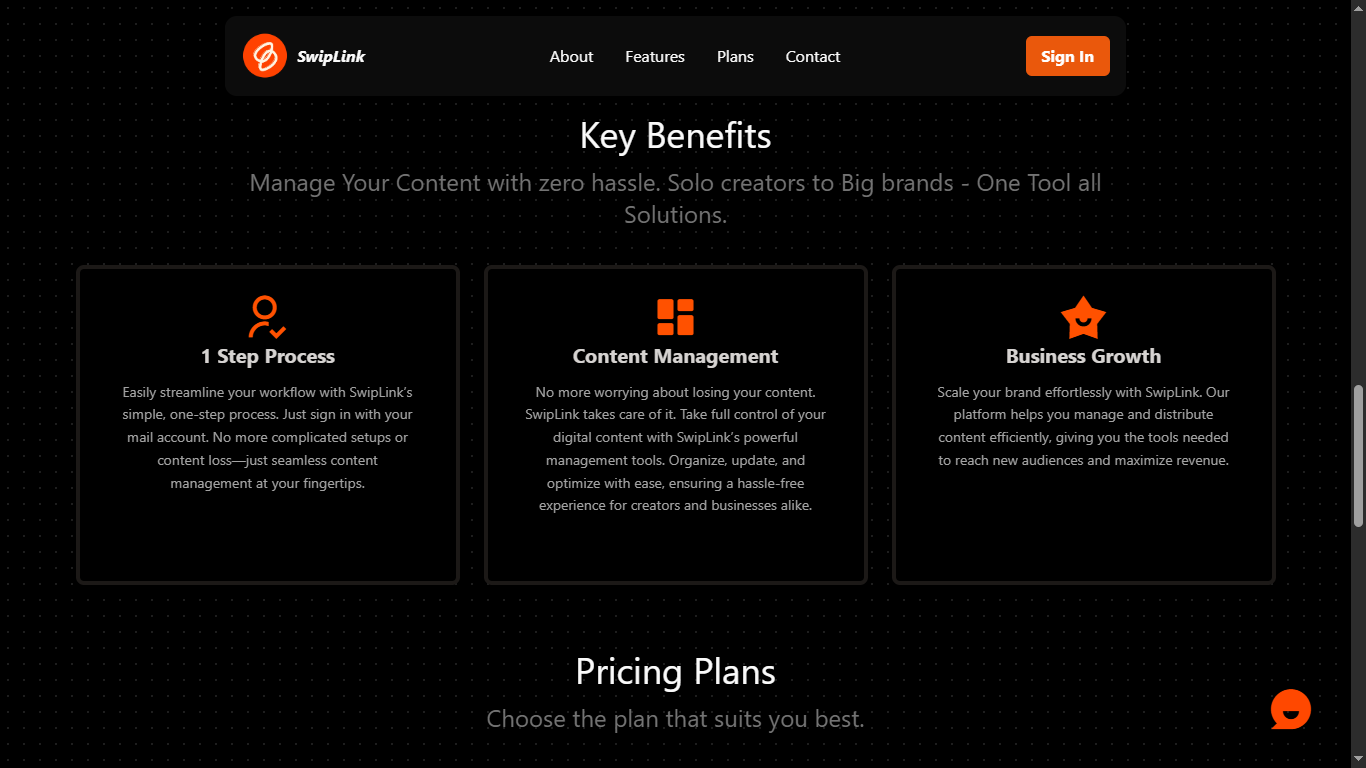 SwipLink
About Features Plans Contact
Sign In
Key Benefits
Manage Your Content with zero hassle. Solo creators to Big brands - One Tool all
Solutions.
1 Step Process
Easily streamline your workflow with SwipLink’s
simple, one-step process. Just sign in with your
mail account. No more complicated setups or
content loss—just seamless content
management at your fingertips.
Content Management
No more worrying about losing your content.
SwipLink takes care of it. Take full control of your
digital content with SwipLink’s powerful
management tools. Organize, update, and
optimize with ease, ensuring a hassle-free
experience for creators and businesses alike.
Business Growth
Scale your brand effortlessly with SwipLink. Our
platform helps you manage and distribute
content efficiently, giving you the tools needed
to reach new audiences and maximize revenue.
Pricing Plans
Choose the plan that suits you best.